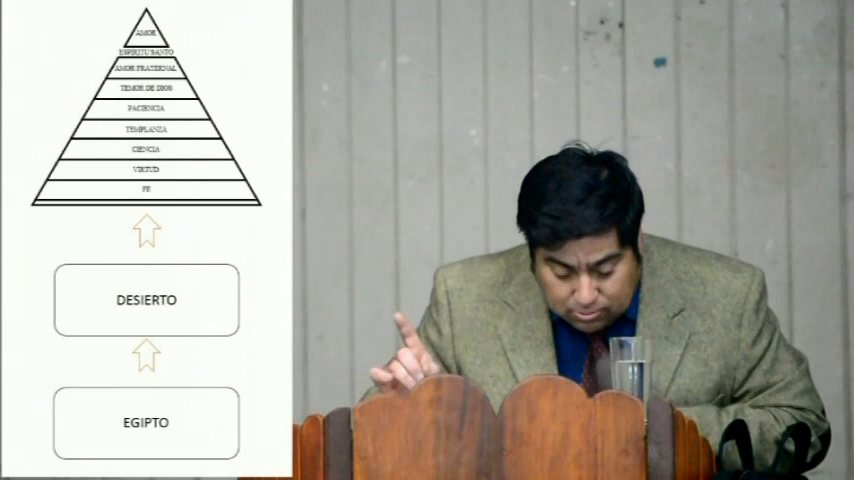 AMOR
ESPIRITU SANTO
AMOR FRATERNAL
TEMOR DE DIOS
PACIENCIA
TEMPLANZA
CIENCIA
VIRTUD
FE
DESIERTO
EGIPTO